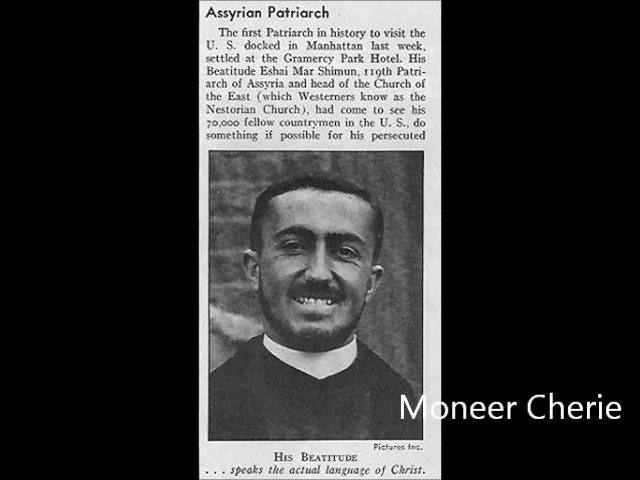 Assyrian Patriarch
The first Patriarch in history to visit the
U. S. docked in Manhattan last week,
settled at the Gramercy Park Hotel. His
Beatitude Eshai Mar Shimun, 119th Patri-
arch of Assyria and head of the Church of
the East (which Westerners know as the
Nestorian Church), had come to see his
70,000 fellow countrymen in the U. S., do
something if possible for his persecuted
Moneer Cherie
Pictures Inc.
HIS BEATITUDE
. . . speaks the actual language of Christ.